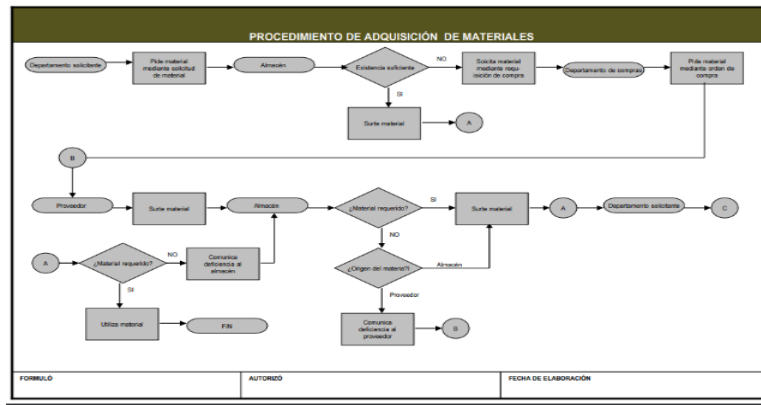 PROCEDIMIENTO DE ADQUISICIÓN DE MATERIALES
Departamento solicitante
Pide material
mediante solicitud
de material
Almacén
Existencia suficiente
NO
Solicita material
mediante requi-
isición de compra
Departamento de compras
Pide material
mediante orden de
compra
SI
Surte material
A
B
Proveedor
Surte material
Almacén
¿Material requerido?
SI
Surte material
A
Departamento solicitante
C
NO
A
¿Material requerido?
NO
Comunica
deficiencia al
almacén
¿Origen del material?
Almacén
SI
Proveedor
Utiliza material
FIN
Comunica
deficiencia al
proveedor
B
FORMULÓ
AUTORIZÓ
FECHA DE ELABORACIÓN